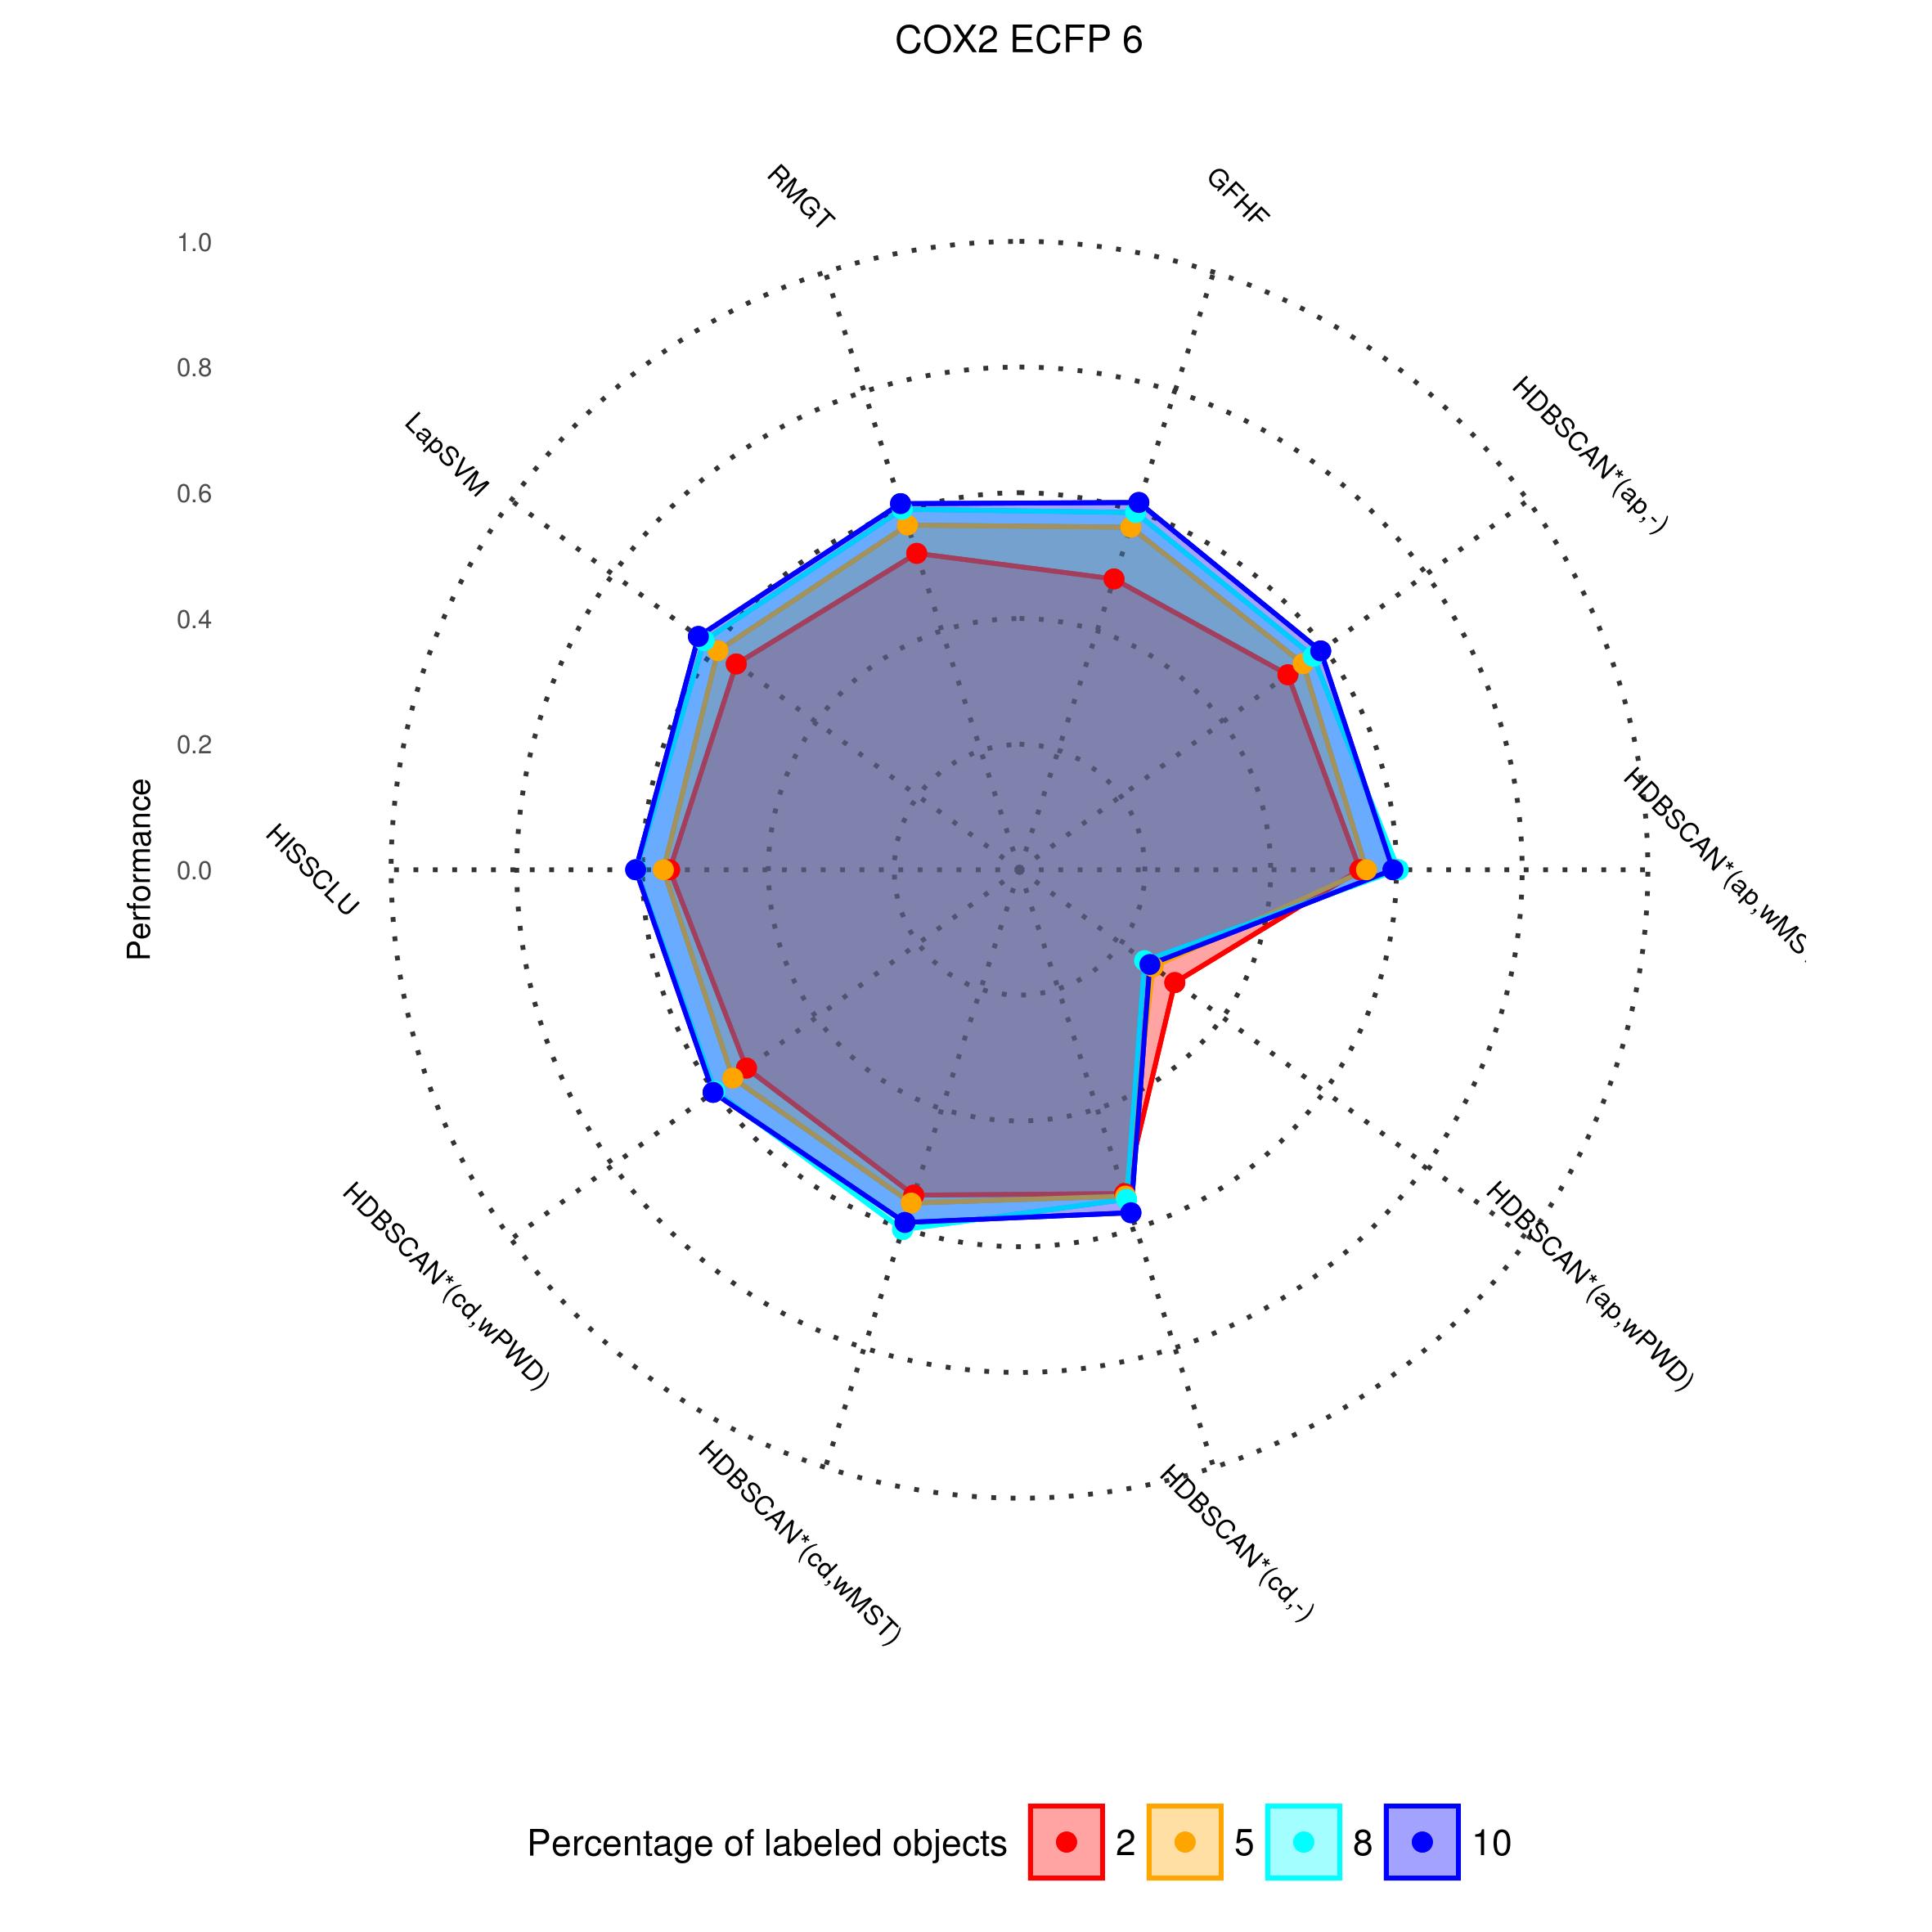 COX2 ECFP 6
RMGT
GFHF
1.0
HDBSCAN*(ap,-)
0.8
LapSVM
0.6
0.4
0.2
HDBSCAN*(ap,wMS
Performance
0.0
HISSCLU
HDBSCAN*(cd,wPWD)
HDBSCAN*(ap,wPWD)
HDBSCAN*(cd,wMST)
HDBSCAN*(cd,-)
Percentage of labeled objects 2 5 8 10